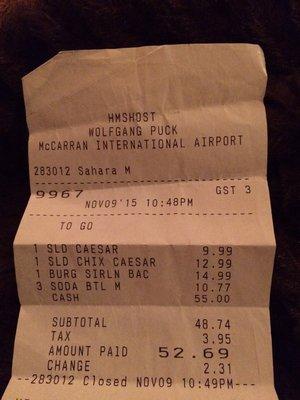 HMSHOST
WOLFGANG PUCK
McCARRAN INTERNATIONAL AIRPORT
283012 Sahara M
9967 NOV09'15 10:48PM GST 3
TO GO
1 SLD CAESAR 9.99
1 SLD CHIX CAESAR 12.99
1 BURG SIRLN BAC 14.99
3 SODA BTL M 10.77
CASH 55.00
SUBTOTAL 48.74
TAX 3.95
AMOUNT PAID 52.69
CHANGE 2.31
--283012 Closed NOV09 10:49PM---